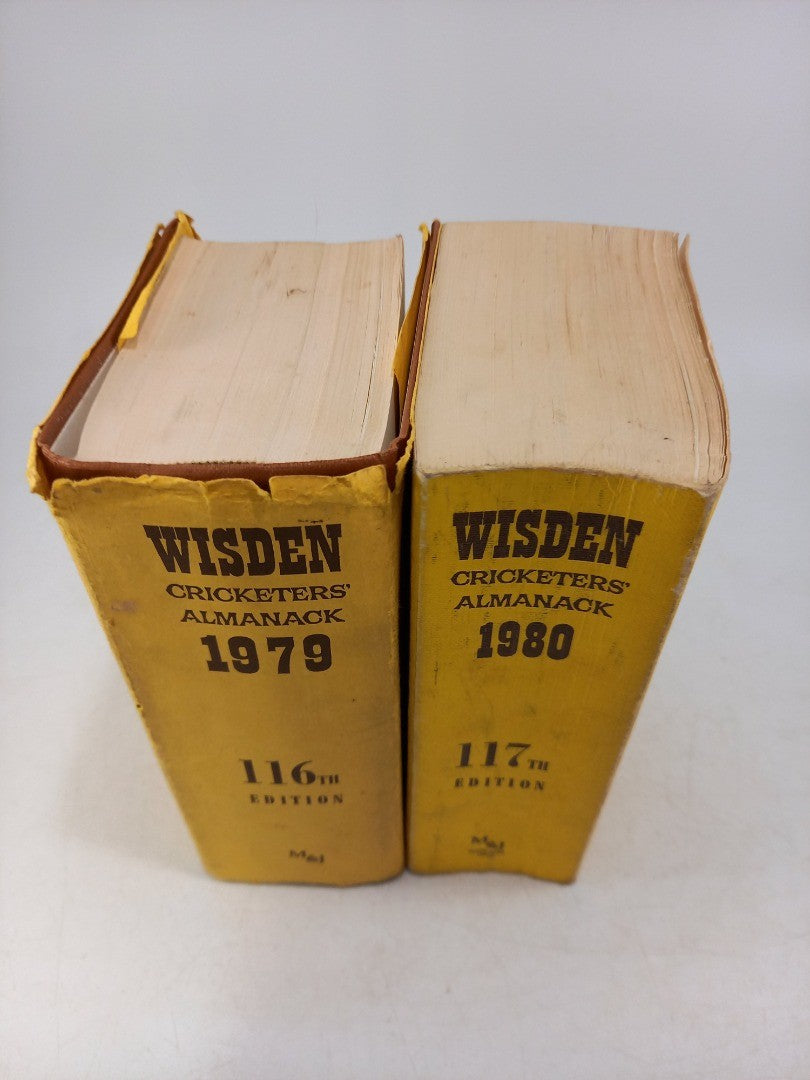 WISDEN
CRICKETERS'
ALMANACK
1979
116TH
EDITION
M&J
WISDEN
CRICKETERS'
ALMANACK
1980
117TH
EDITION
M&J